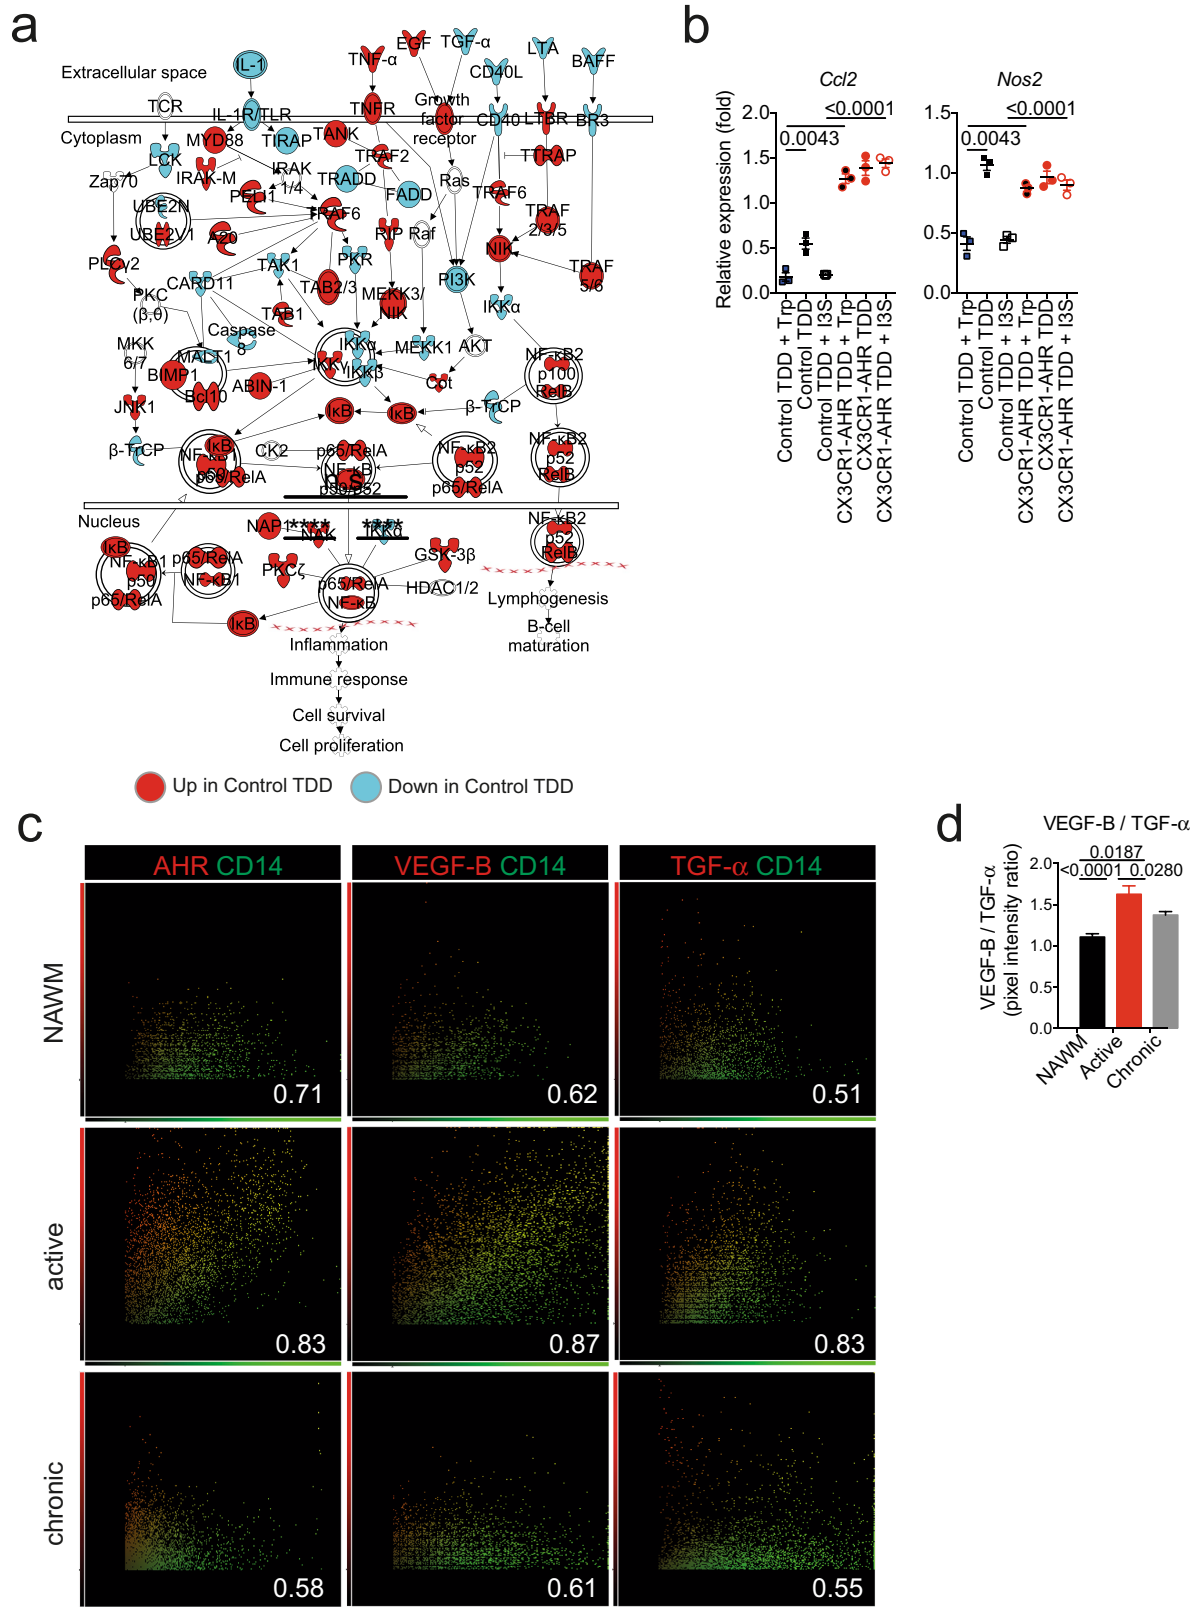 a
Extracellular space
TCR
IL-1
IL-1R/TLR
TNF-α
EGF
TGF-α
CD40L
LTA
BAFF
TNFR
Growth
factor
receptor
CD40
LTBR
BR3
Cytoplasm
LCK
MYD88
TIRAP
TANK
TRAF2
TTRAP
Zap70
IRAK-M
IRAK
1/4
TRADD
FADD
Ras
TRAF6
UBE2N
UBE2V1
PELI1
A20
TRAF6
RIP
Raf
NIK
TRAF
2/3/5
PLCγ2
CARD11
TAK1
PKR
PI3K
TRAF
5/6
PKC
(β,θ)
TAB2/3
TAB1
MEKK3/
NIK
IKKα
MKK
6/7
Caspase
8
MALT1
BIMP1
Bcl10
ABIN-1
IKKα
IKKγ
IKKβ
MEKK1
AKT
Cot
NF-κB2
p100
RelB
JNK1
IκB
IκB
β-TrCP
β-TrCP
IκB
p65/RelA
CK2
p65/RelA
NF-κB
p50/p52
NF-κB2
p52
p65/RelA
NF-κB2
p52
RelB
Nucleus
NAP1
****
NAK
****
IKKα
NF-κB2
p52
RelB
IκB
NF-κB1
p50
p65/RelA
p65/RelA
NF-κB1
PKCζ
GSK-3β
p65/RelA
NF-κB
HDAC1/2
IκB
Lymphogenesis
B-cell
maturation
Inflammation
Immune response
Cell survival
Cell proliferation
Up in Control TDD
Down in Control TDD
b
Ccl2
Relative expression (fold)
2.0
1.5
1.0
0.5
0.0
<0.0001
0.0043
Control TDD + Trp
Control TDD
Control TDD + I3S
CX3CR1-AHR TDD + Trp
CX3CR1-AHR TDD
CX3CR1-AHR TDD + I3S
Nos2
1.5
1.0
0.5
0.0
<0.0001
0.0043
Control TDD + Trp
Control TDD
Control TDD + I3S
CX3CR1-AHR TDD + Trp
CX3CR1-AHR TDD
CX3CR1-AHR TDD + I3S
c
AHR CD14
VEGF-B CD14
TGF-α CD14
NAWM
0.71
0.62
0.51
active
0.83
0.87
0.83
chronic
0.58
0.61
0.55
d
VEGF-B / TGF-α
VEGF-B / TGF-α
(pixel intensity ratio)
2.0
1.5
1.0
0.5
0.0
0.0187
<0.0001
0.0280
NAWM
Active
Chronic